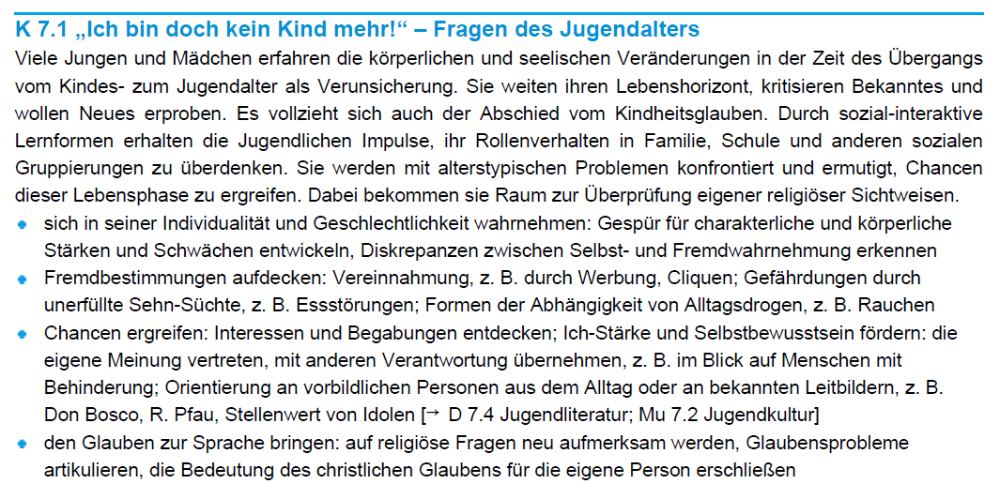 K 7.1 „Ich bin doch kein Kind mehr!“ – Fragen des Jugendalters
Viele Jungen und Mädchen erfahren die körperlichen und seelischen Veränderungen in der Zeit des Übergangs
vom Kindes- zum Jugendalter als Verunsicherung. Sie weiten ihren Lebenshorizont, kritisieren Bekanntes und
wollen Neues erproben. Es vollzieht sich auch der Abschied vom Kindheitsglauben. Durch sozial-interaktive
Lernformen erhalten die Jugendlichen Impulse, ihr Rollenverhalten in Familie, Schule und anderen sozialen
Gruppierungen zu überdenken. Sie werden mit alterstypischen Problemen konfrontiert und ermutigt, Chancen
dieser Lebensphase zu ergreifen. Dabei bekommen sie Raum zur Überprüfung eigener religiöser Sichtweisen.
sich in seiner Individualität und Geschlechtlichkeit wahrnehmen: Gespür für charakterliche und körperliche
Stärken und Schwächen entwickeln, Diskrepanzen zwischen Selbst- und Fremdwahrnehmung erkennen
Fremdbestimmungen aufdecken: Vereinnahmung, z. B. durch Werbung, Cliquen; Gefährdungen durch
unerfüllte Sehn-Süchte, z. B. Essstörungen; Formen der Abhängigkeit von Alltagsdrogen, z. B. Rauchen
Chancen ergreifen: Interessen und Begabungen entdecken; Ich-Stärke und Selbstbewusstsein fördern: die
eigene Meinung vertreten, mit anderen Verantwortung übernehmen, z. B. im Blick auf Menschen mit
Behinderung; Orientierung an vorbildlichen Personen aus dem Alltag oder an bekannten Leitbildern, z. B.
Don Bosco, R. Pfau, Stellenwert von Idolen [→ D 7.4 Jugendliteratur; Mu 7.2 Jugendkultur]
den Glauben zur Sprache bringen: auf religiöse Fragen neu aufmerksam werden, Glaubensprobleme
artikulieren, die Bedeutung des christlichen Glaubens für die eigene Person erschließen